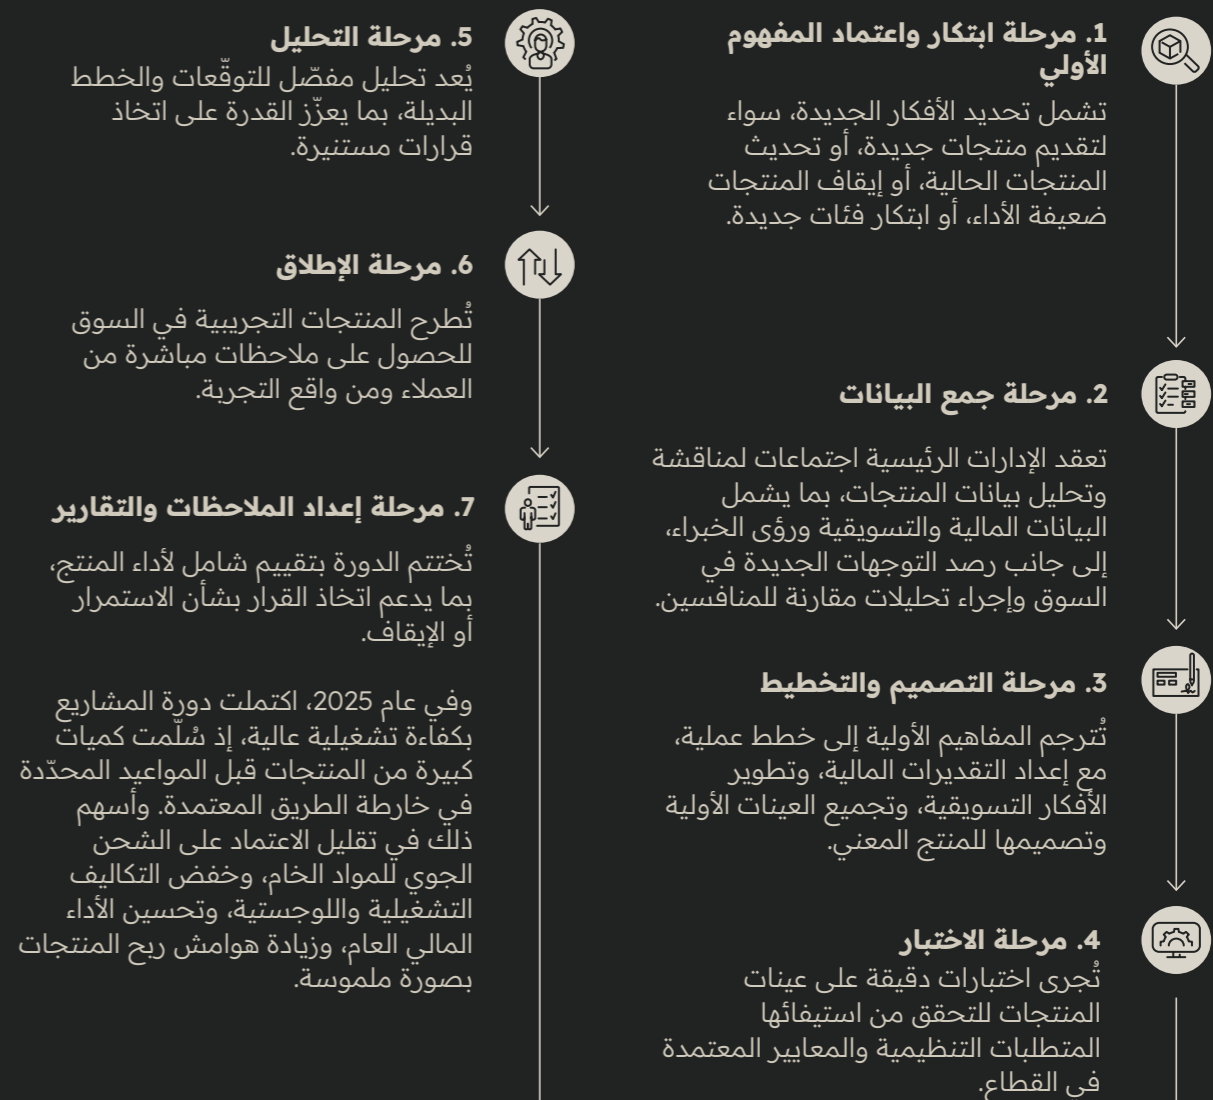 1. مرحلة ابتكار واعتماد المفهوم
الأولي
تشمل تحديد الأفكار الجديدة، سواء
لتقديم منتجات جديدة، أو تحديث
المنتجات الحالية، أو إيقاف المنتجات
ضعيفة الأداء، أو ابتكار فئات جديدة.
2. مرحلة جمع البيانات
تعقد الإدارات الرئيسية اجتماعات لمناقشة
وتحليل بيانات المنتجات، بما يشمل
البيانات المالية والتسويقية ورؤى الخبراء،
إلى جانب رصد التوجهات الجديدة في
السوق وإجراء تحليلات مقارنة للمنافسين.
3. مرحلة التصميم والتخطيط
تُترجم المفاهيم الأولية إلى خطط عملية،
مع إعداد التقديرات المالية، وتطوير
الأفكار التسويقية، وتجميع العينات الأولية
وتصميمها للمنتج المعني.
4. مرحلة الاختبار
تُجرى اختبارات دقيقة على عينات
المنتجات للتحقق من استيفائها
المتطلبات التنظيمية والمعايير المعتمدة
في القطاع.
5. مرحلة التحليل
يُعد تحليل مفصّل للتوقّعات والخطط
البديلة، بما يعزّز القدرة على اتخاذ
قرارات مستنيرة.
6. مرحلة الإطلاق
تُطرح المنتجات التجريبية في السوق
للحصول على ملاحظات مباشرة من
العملاء ومن واقع التجربة.
7. مرحلة إعداد الملاحظات والتقارير
تُختتم الدورة بتقييم شامل لأداء المنتج،
بما يدعم اتخاذ القرار بشأن الاستمرار
أو الإيقاف.
وفي عام 2025، اكتملت دورة المشاريع
بكفاءة تشغيلية عالية، إذ سُلّمت كميات
كبيرة من المنتجات قبل المواعيد المحدّدة
في خارطة الطريق المعتمدة. وأسهم
ذلك في تقليل الاعتماد على الشحن
الجوي للمواد الخام، وخفض التكاليف
التشغيلية واللوجستية، وتحسين الأداء
المالي العام، وزيادة هوامش ربح المنتجات
بصورة ملموسة.